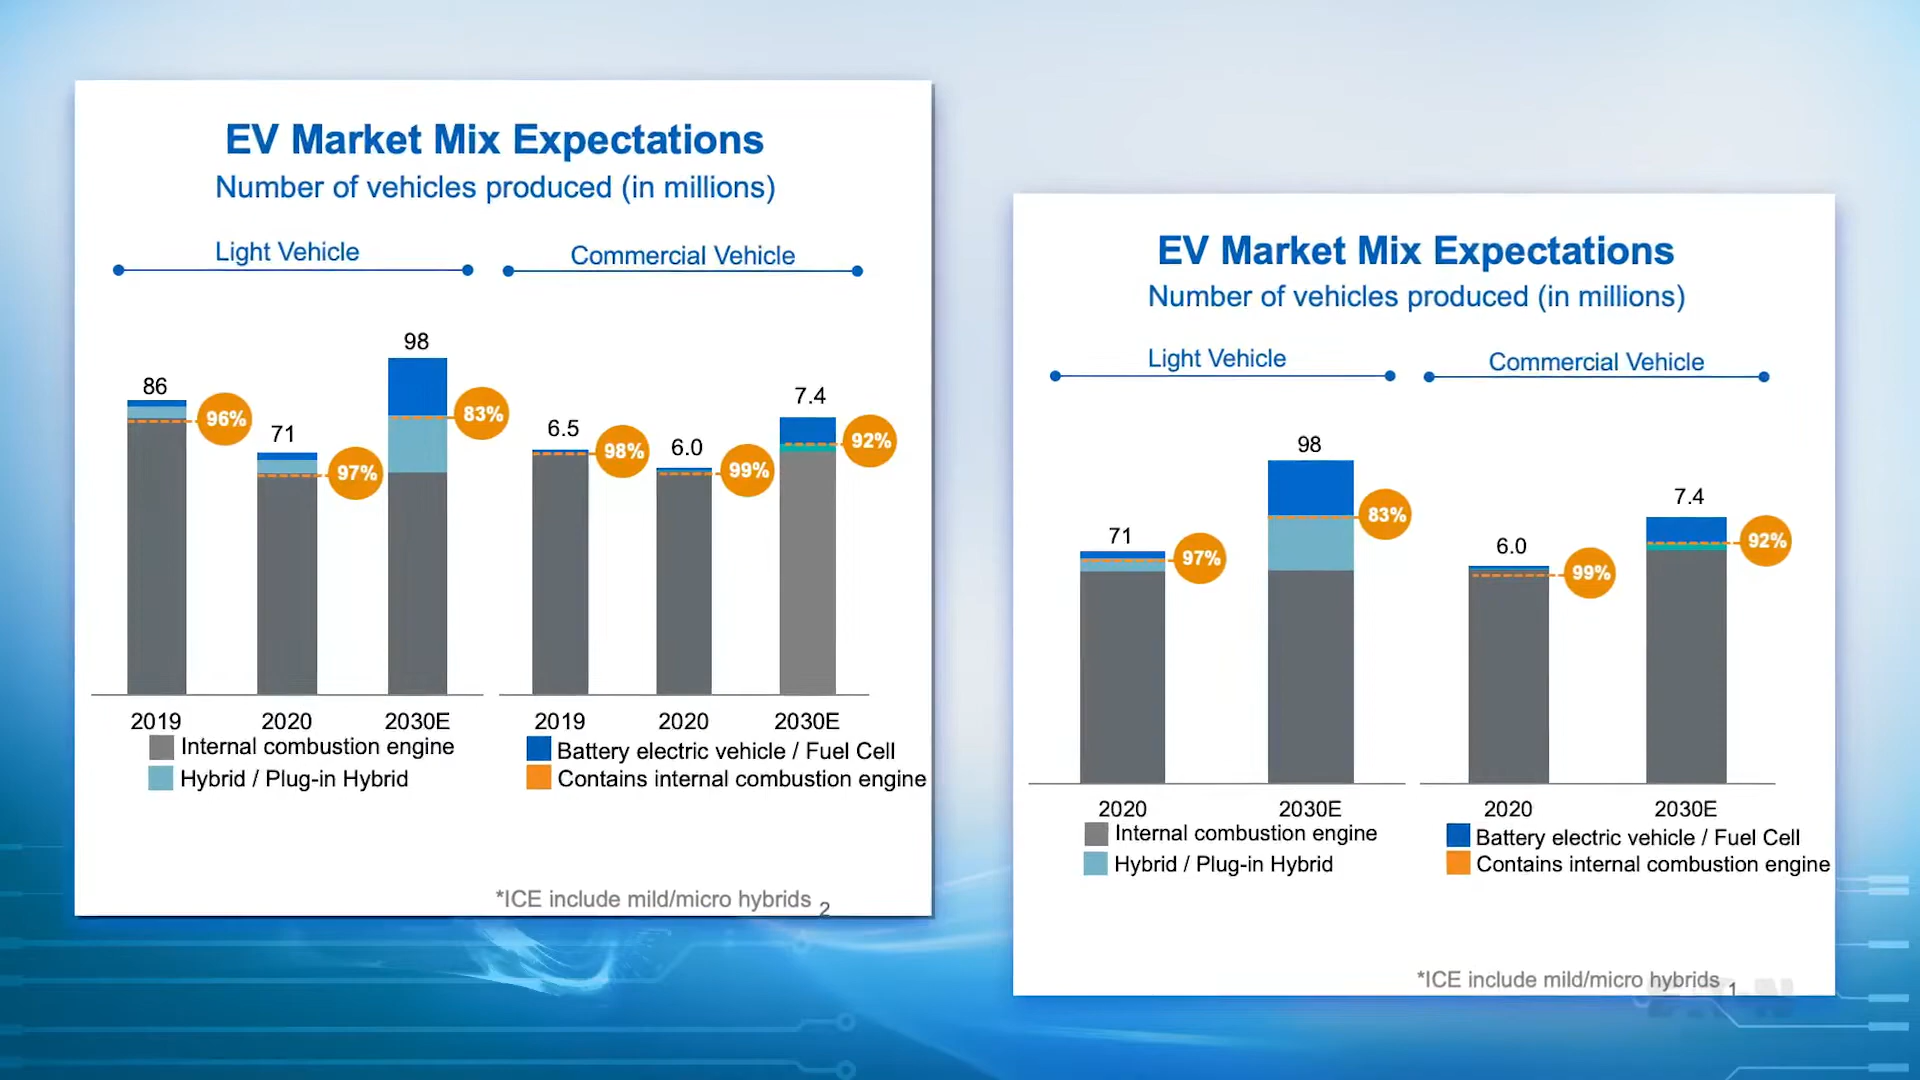 EV Market Mix Expectations
Number of vehicles produced (in millions)
Light Vehicle
Commercial Vehicle
86
96%
71
97%
98
83%
6.5
98%
6.0
99%
7.4
92%
2019
2020
2030E
2019
2020
2030E
Internal combustion engine
Hybrid / Plug-in Hybrid
Battery electric vehicle / Fuel Cell
Contains internal combustion engine
*ICE include mild/micro hybrids
2
EV Market Mix Expectations
Number of vehicles produced (in millions)
Light Vehicle
Commercial Vehicle
71
97%
98
83%
6.0
99%
7.4
92%
2020
2030E
2020
2030E
Internal combustion engine
Hybrid / Plug-in Hybrid
Battery electric vehicle / Fuel Cell
Contains internal combustion engine
*ICE include mild/micro hybrids
1